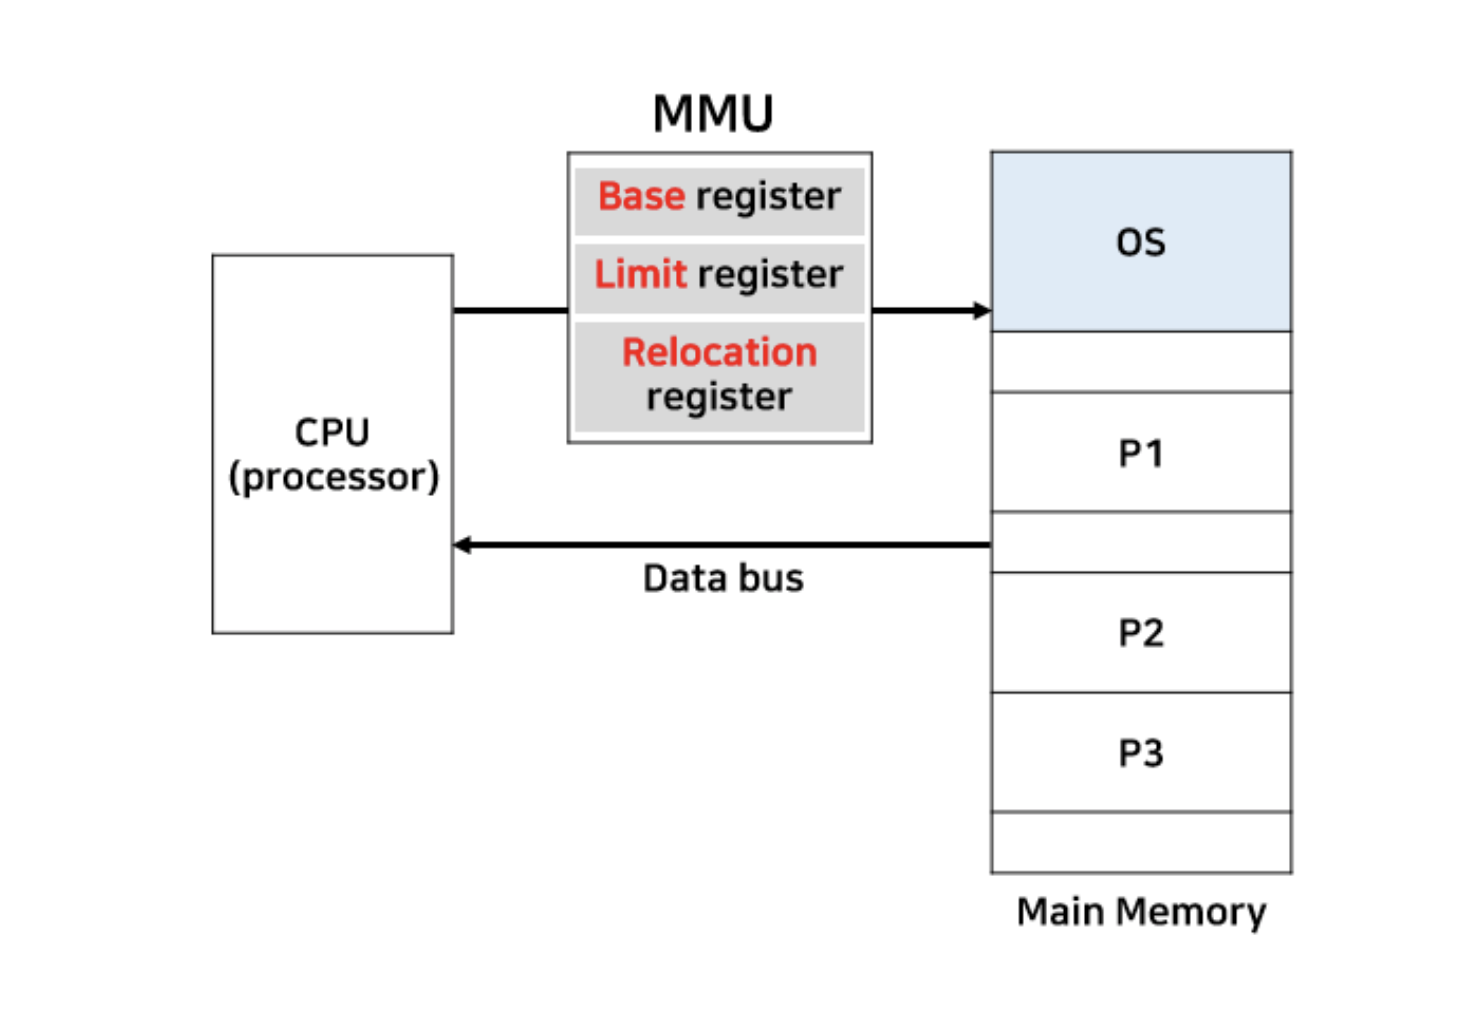 MMU
Base register
Limit register
Relocation
register
CPU
(processor)
Data bus
OS
P1
P2
P3
Main Memory